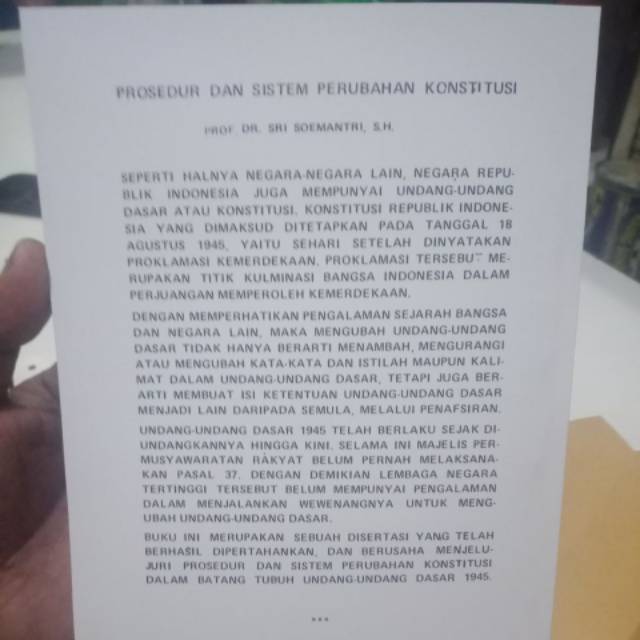 PROSEDUR DAN SISTEM PERUBAHAN KONSTITUSI
PROF. DR. SRI SOEMANTRI, S.H.
SEPERTI HALNYA NEGARA-NEGARA LAIN, NEGARA REPU-
BLIK INDONESIA JUGA MEMPUNYAI UNDANG-UNDANG
DASAR ATAU KONSTITUSI. KONSTITUSI REPUBLIK INDONE-
SIA YANG DIMAKSUD DITETAPKAN PADA TANGGAL 18
AGUSTUS 1945, YAITU SEHARI SETELAH DINYATAKAN
PROKLAMASI KEMERDEKAAN. PROKLAMASI TERSEBUT ME-
RUPAKAN TITIK KULMINASI BANGSA INDONESIA DALAM
PERJUANGAN MEMPEROLEH KEMERDEKAAN.
DENGAN MEMPERHATIKAN PENGALAMAN SEJARAH BANGSA
DAN NEGARA LAIN, MAKA MENGUBAH UNDANG-UNDANG
DASAR TIDAK HANYA BERARTI MENAMBAH, MENGURANGI
ATAU MENGUBAH KATA-KATA DAN ISTILAH MAUPUN KALI-
MAT DALAM UNDANG-UNDANG DASAR, TETAPI JUGA BER-
ARTI MEMBUAT ISI KETENTUAN UNDANG-UNDANG DASAR
MENJADI LAIN DARIPADA SEMULA, MELALUI PENAFSIRAN.
UNDANG-UNDANG DASAR 1945 TELAH BERLAKU SEJAK DI-
UNDANGKANNYA HINGGA KINI. SELAMA INI MAJELIS PER-
MUSYAWARATAN RAKYAT BELUM PERNAH MELAKSANA-
KAN PASAL 37. DENGAN DEMIKIAN LEMBAGA NEGARA
TERTINGGI TERSEBUT BELUM MEMPUNYAI PENGALAMAN
DALAM MENJALANKAN WEWENANGNYA UNTUK MENG-
UBAH UNDANG-UNDANG DASAR.
BUKU INI MERUPAKAN SEBUAH DISERTASI YANG TELAH
BERHASIL DIPERTAHANKAN, DAN BERUSAHA MENJELU-
JURI PROSEDUR DAN SISTEM PERUBAHAN KONSTITUSI
DALAM BATANG TUBUH UNDANG-UNDANG DASAR 1945.
***